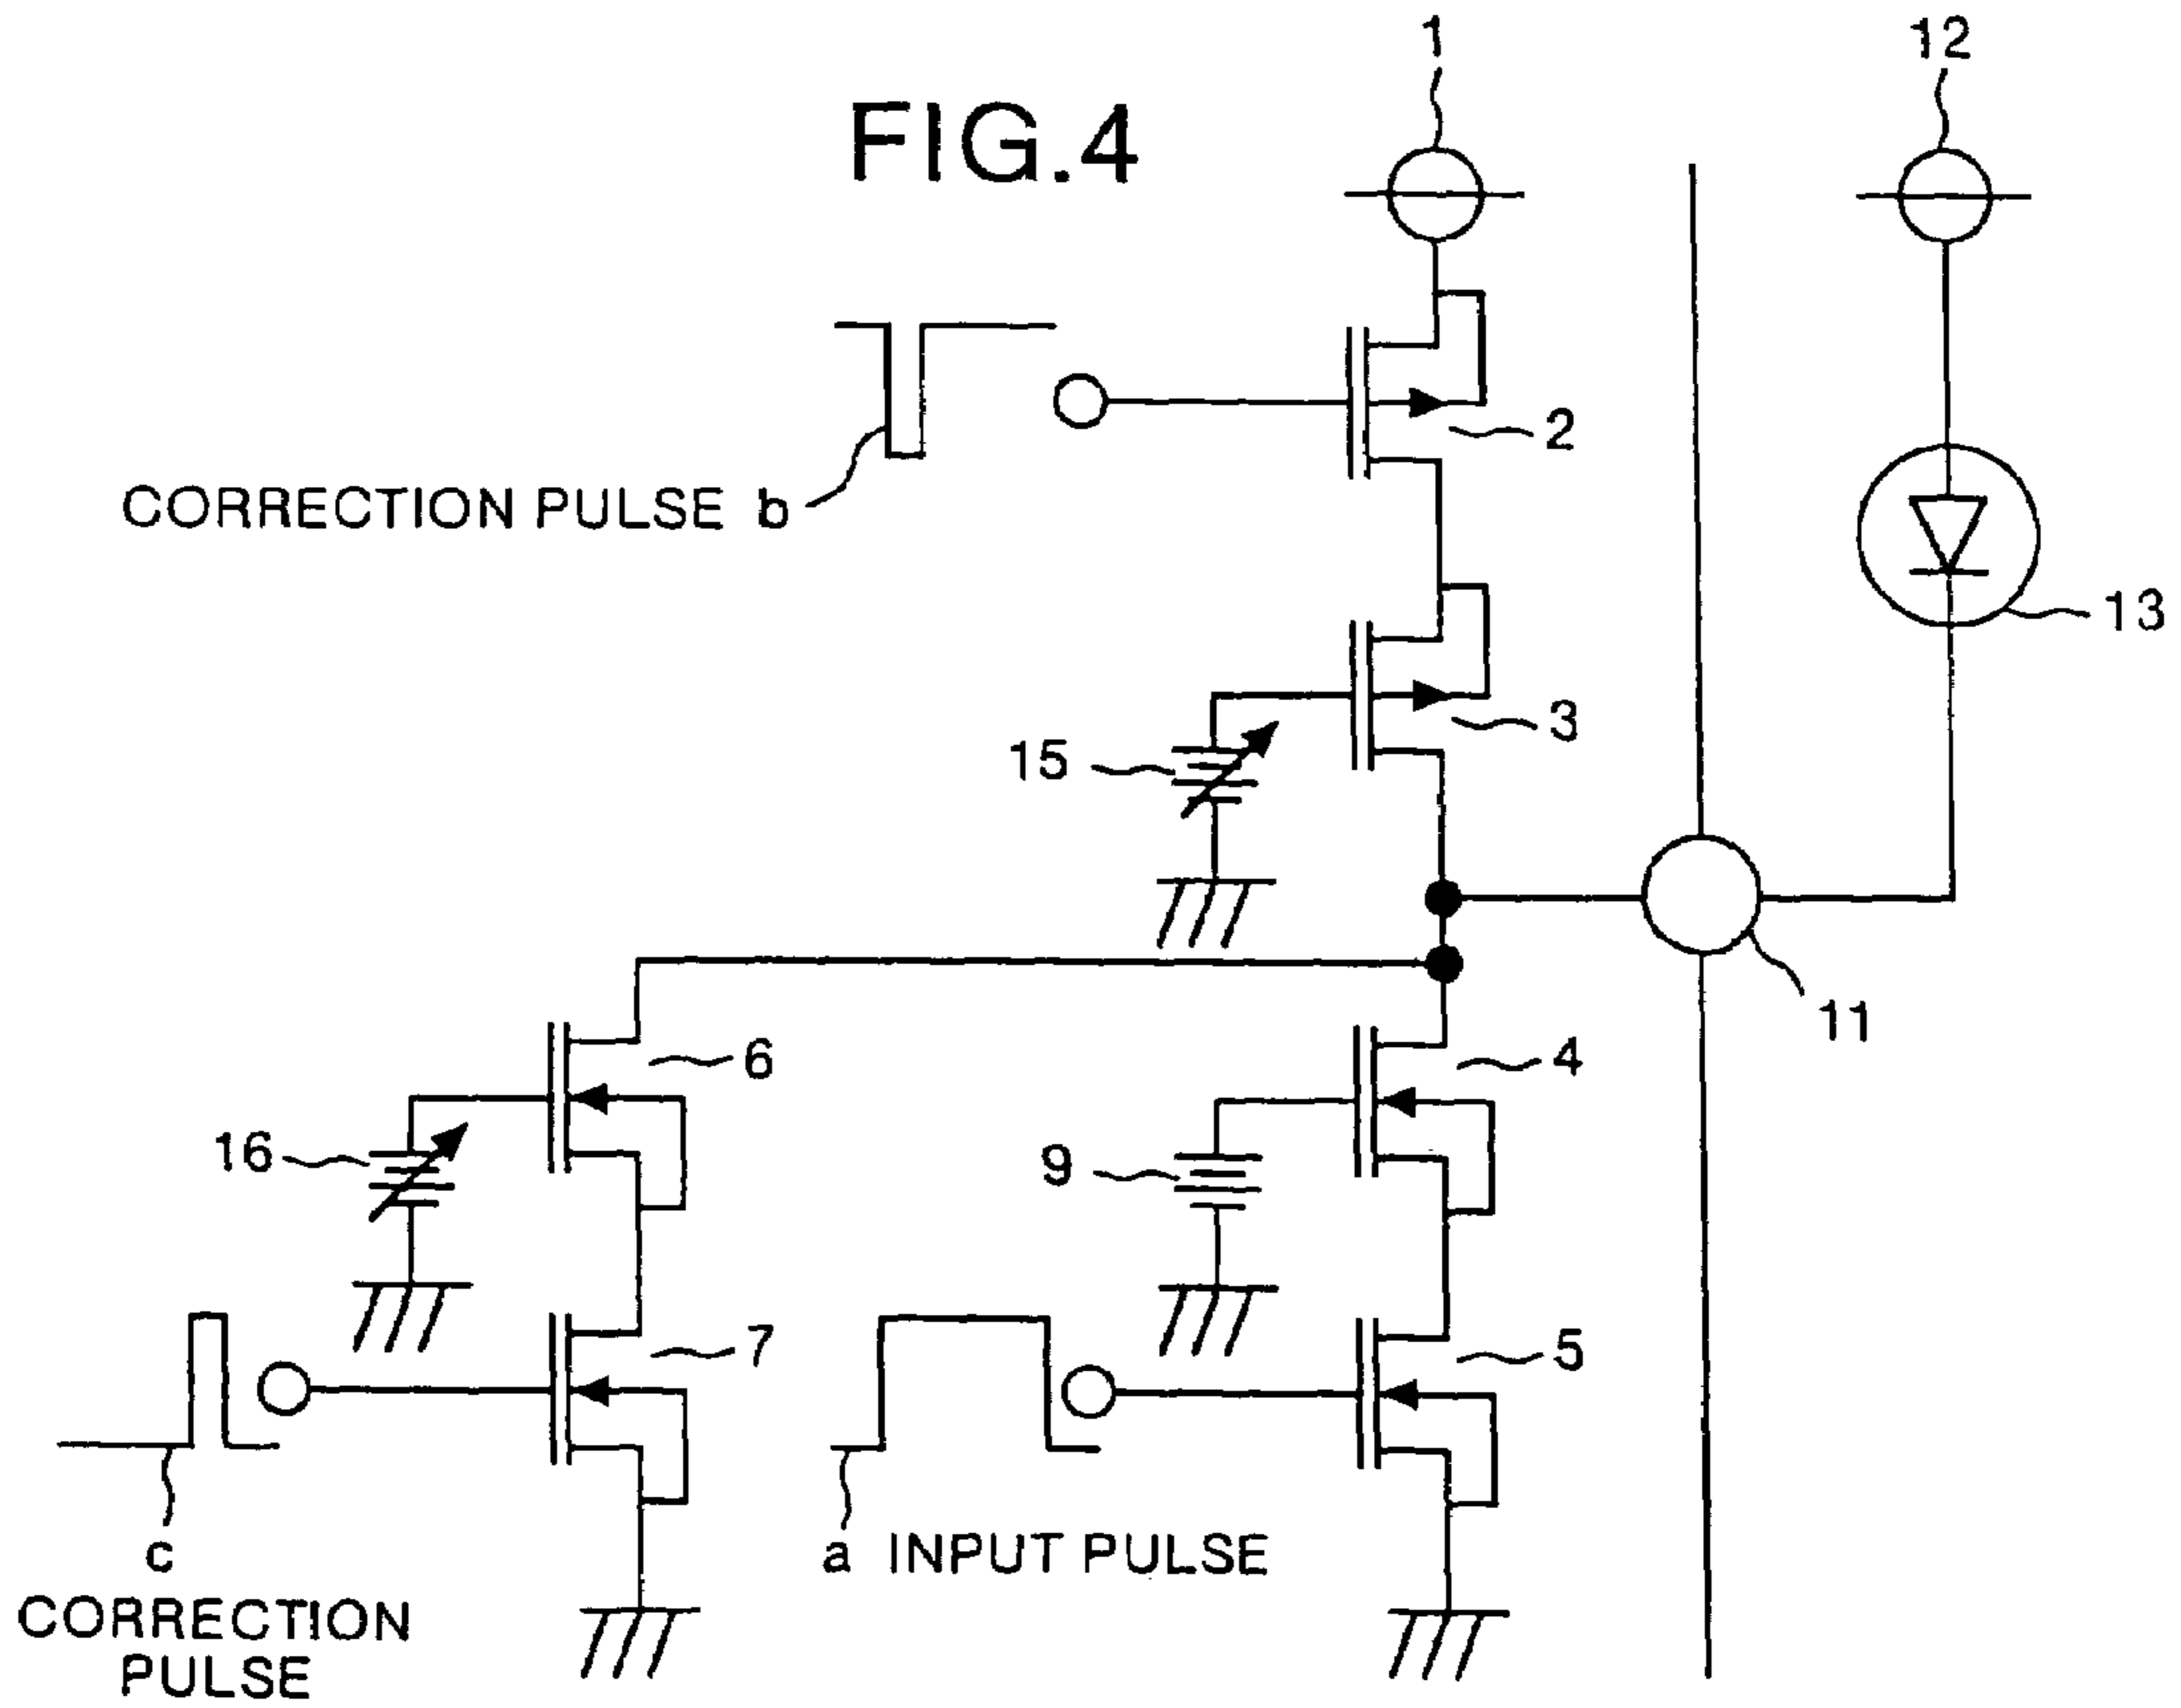 FIG.4
1
12
2
CORRECTION PULSE b
13
3
15
11
6
4
16
9
7
5
c
CORRECTION
PULSE
a INPUT PULSE